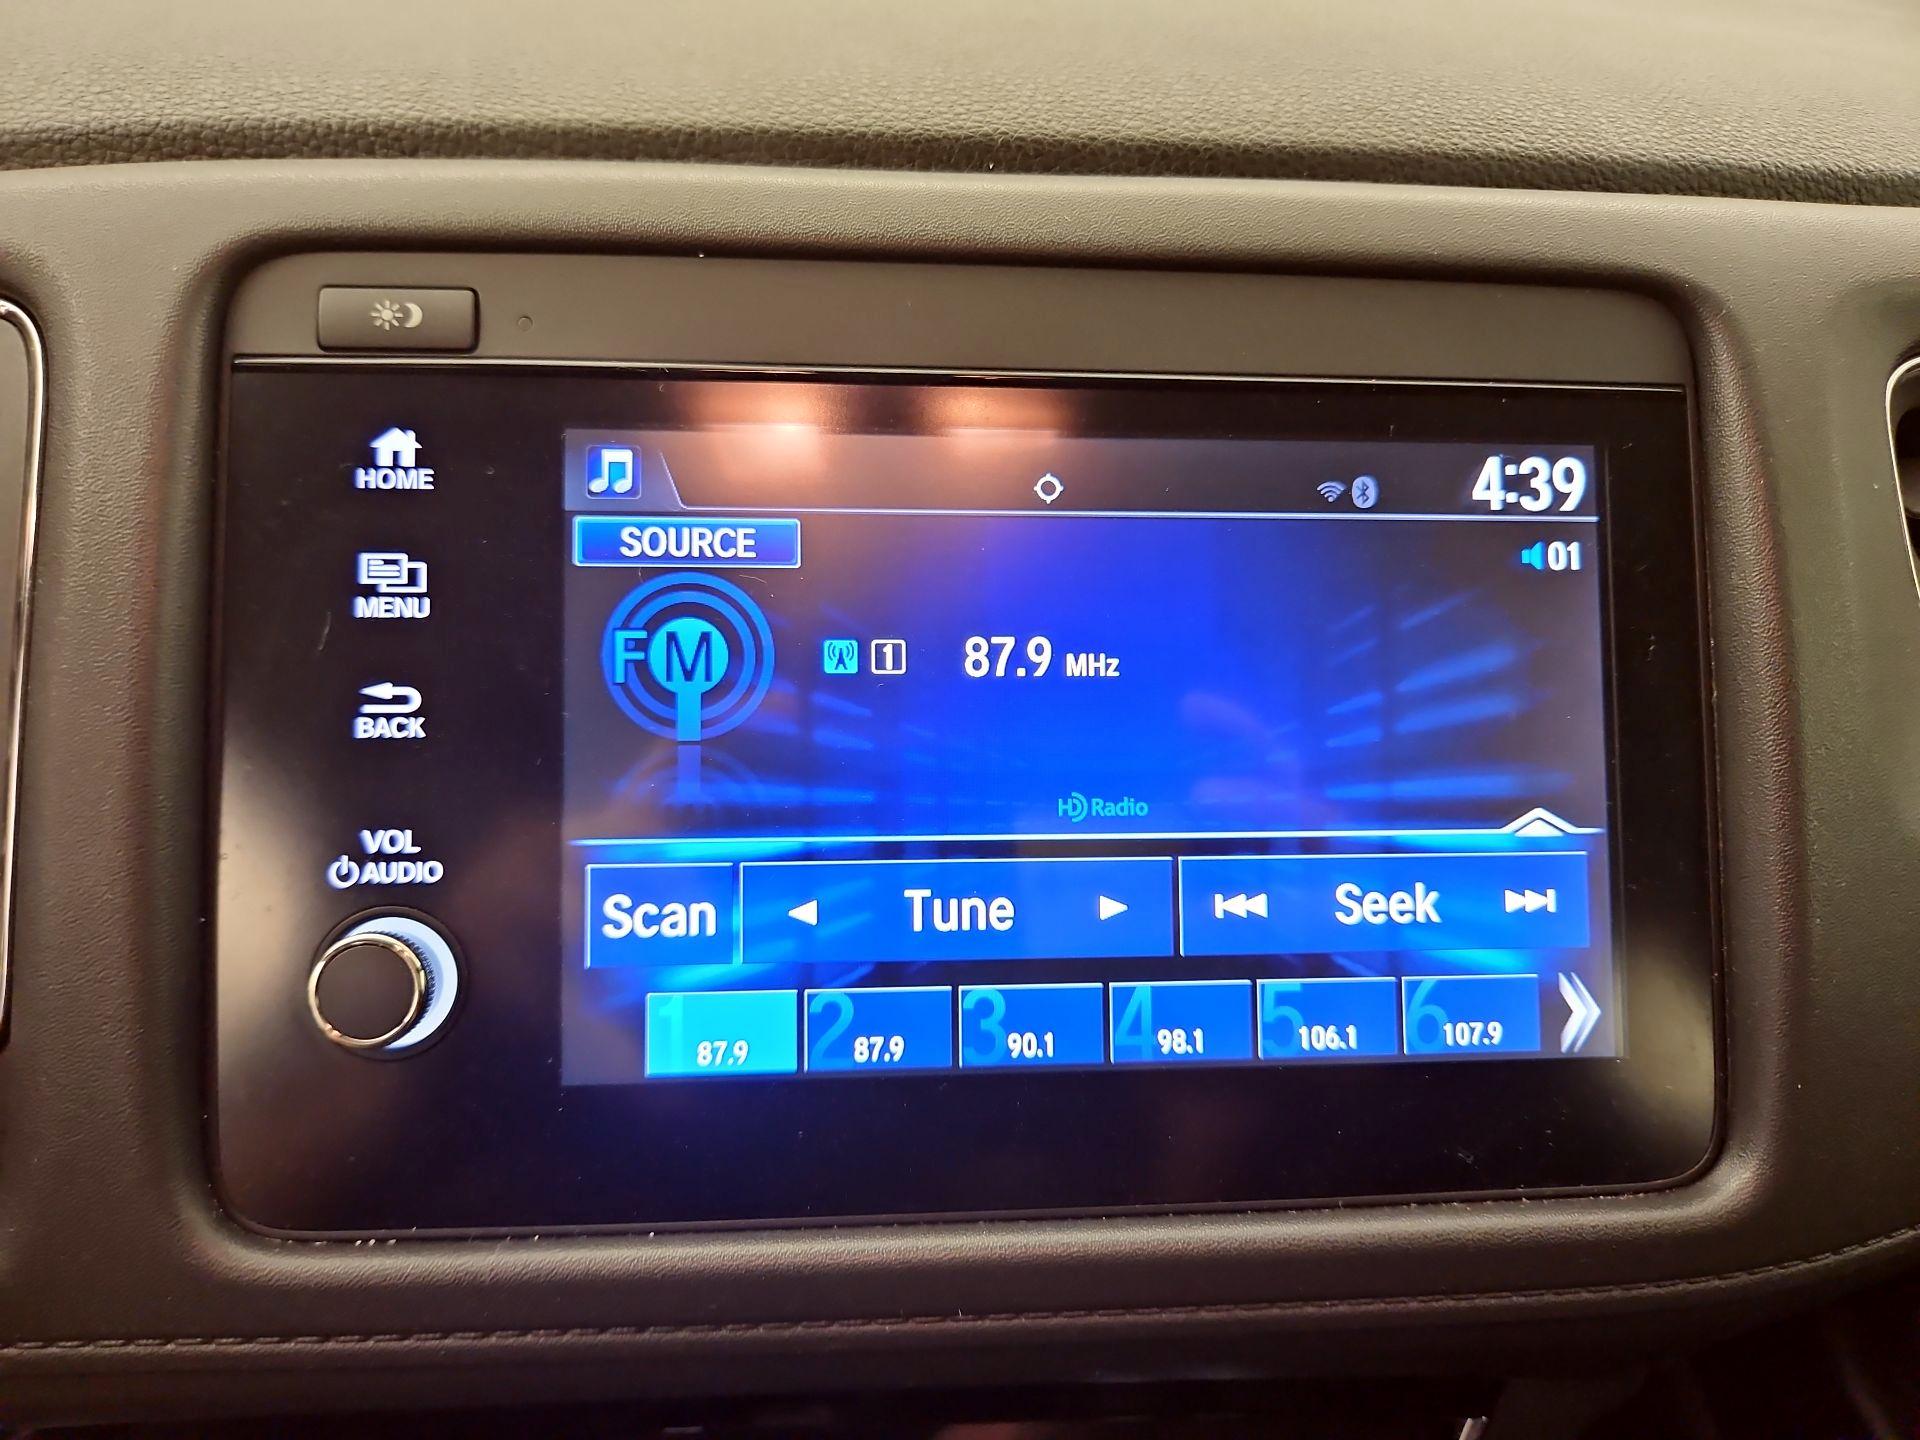 HOME
MENU
BACK
VOL
AUDIO
4:39
SOURCE
01
FM
1
87.9 MHz
HD Radio
Scan
Tune
Seek
1 87.9
2 87.9
3 90.1
4 98.1
5 106.1
6 107.9